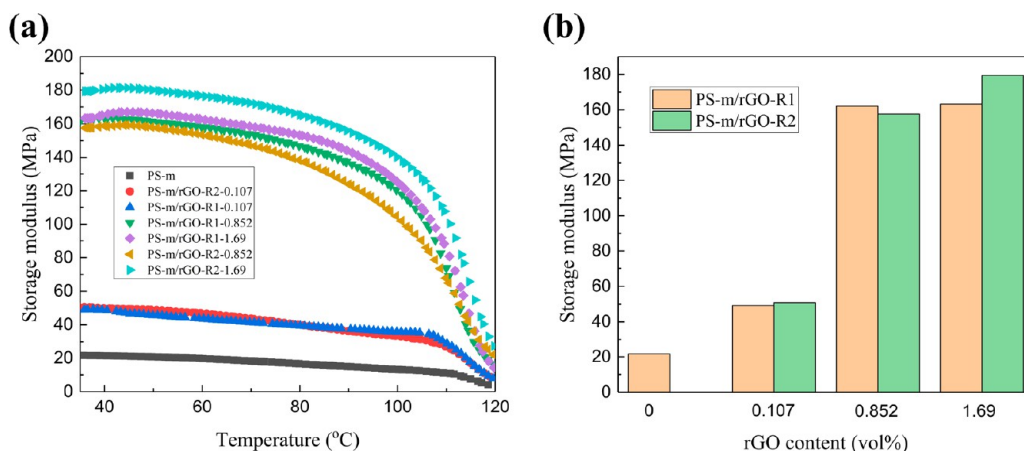 (a)
200
180
160
140
120
100
80
60
40
20
0
Storage modulus (MPa)
PS-m
PS-m/rGO-R2-0.107
PS-m/rGO-R1-0.107
PS-m/rGO-R1-0.852
PS-m/rGO-R1-1.69
PS-m/rGO-R2-0.852
PS-m/rGO-R2-1.69
40 60 80 100 120
Temperature (°C)
(b)
180
160
140
120
100
80
60
40
20
0
Storage modulus (MPa)
PS-m/rGO-R1
PS-m/rGO-R2
0 0.107 0.852 1.69
rGO content (vol%)